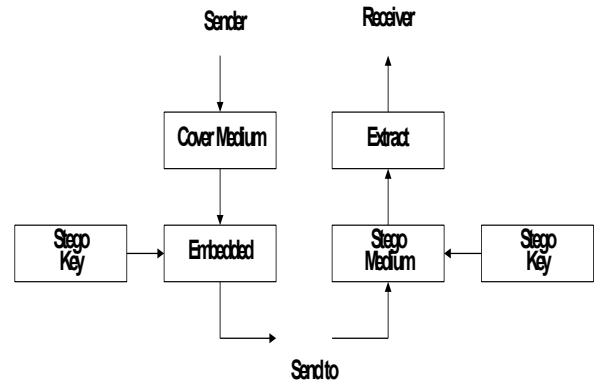 Sender
Receiver
Cover Medium
Extract
Stego
Key
Embedded
Stego
Medium
Stego
Key
Send to